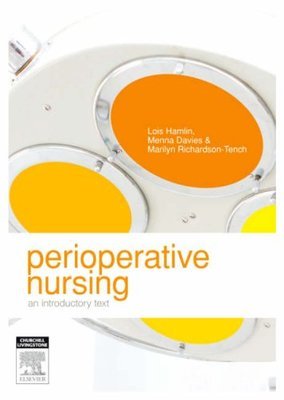 Lois Hamlin,
Menna Davies &
Marilyn Richardson-Tench
perioperative
nursing
an introductory text
CHURCHILL
LIVINGSTONE
ELSEVIER